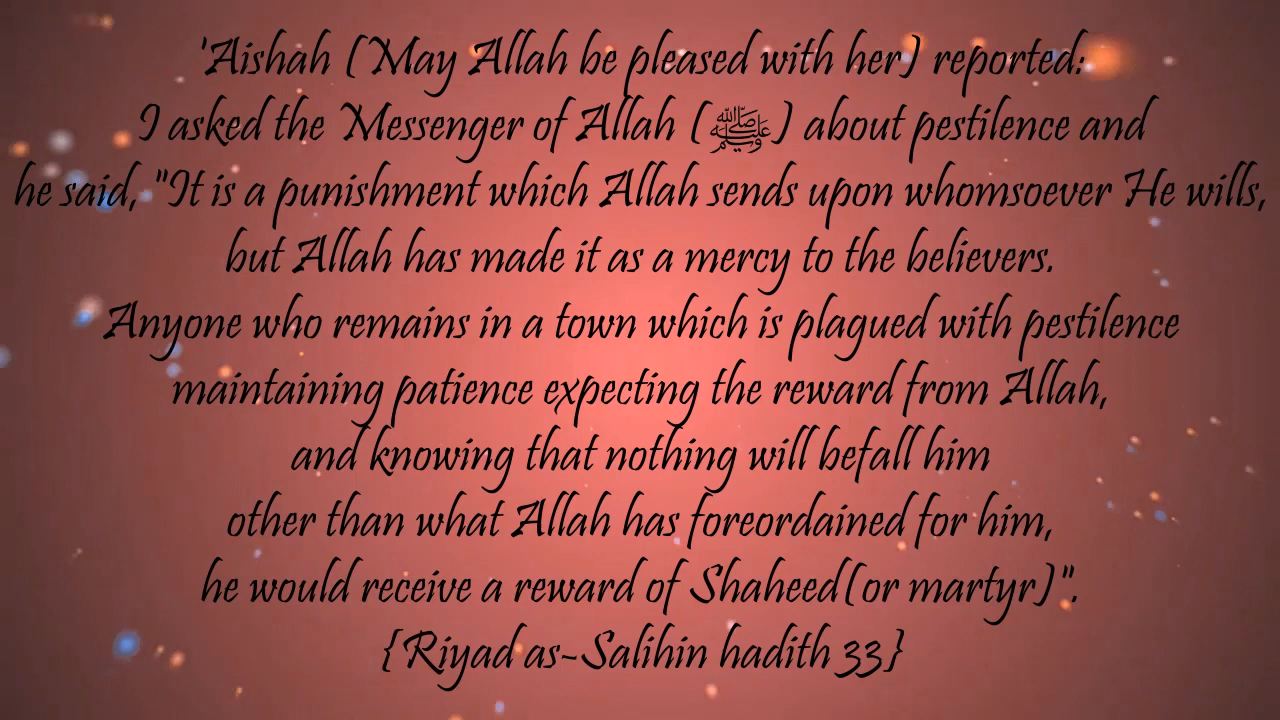 'Aishah (May Allah be pleased with her) reported:
I asked the Messenger of Allah (ﷺ) about pestilence and
he said, "It is a punishment which Allah sends upon whomsoever He wills,
but Allah has made it as a mercy to the believers.
Anyone who remains in a town which is plagued with pestilence
maintaining patience expecting the reward from Allah,
and knowing that nothing will befall him
other than what Allah has foreordained for him,
he would receive a reward of Shaheed(or martyr)".
{Riyad as-Salihin hadith 33}